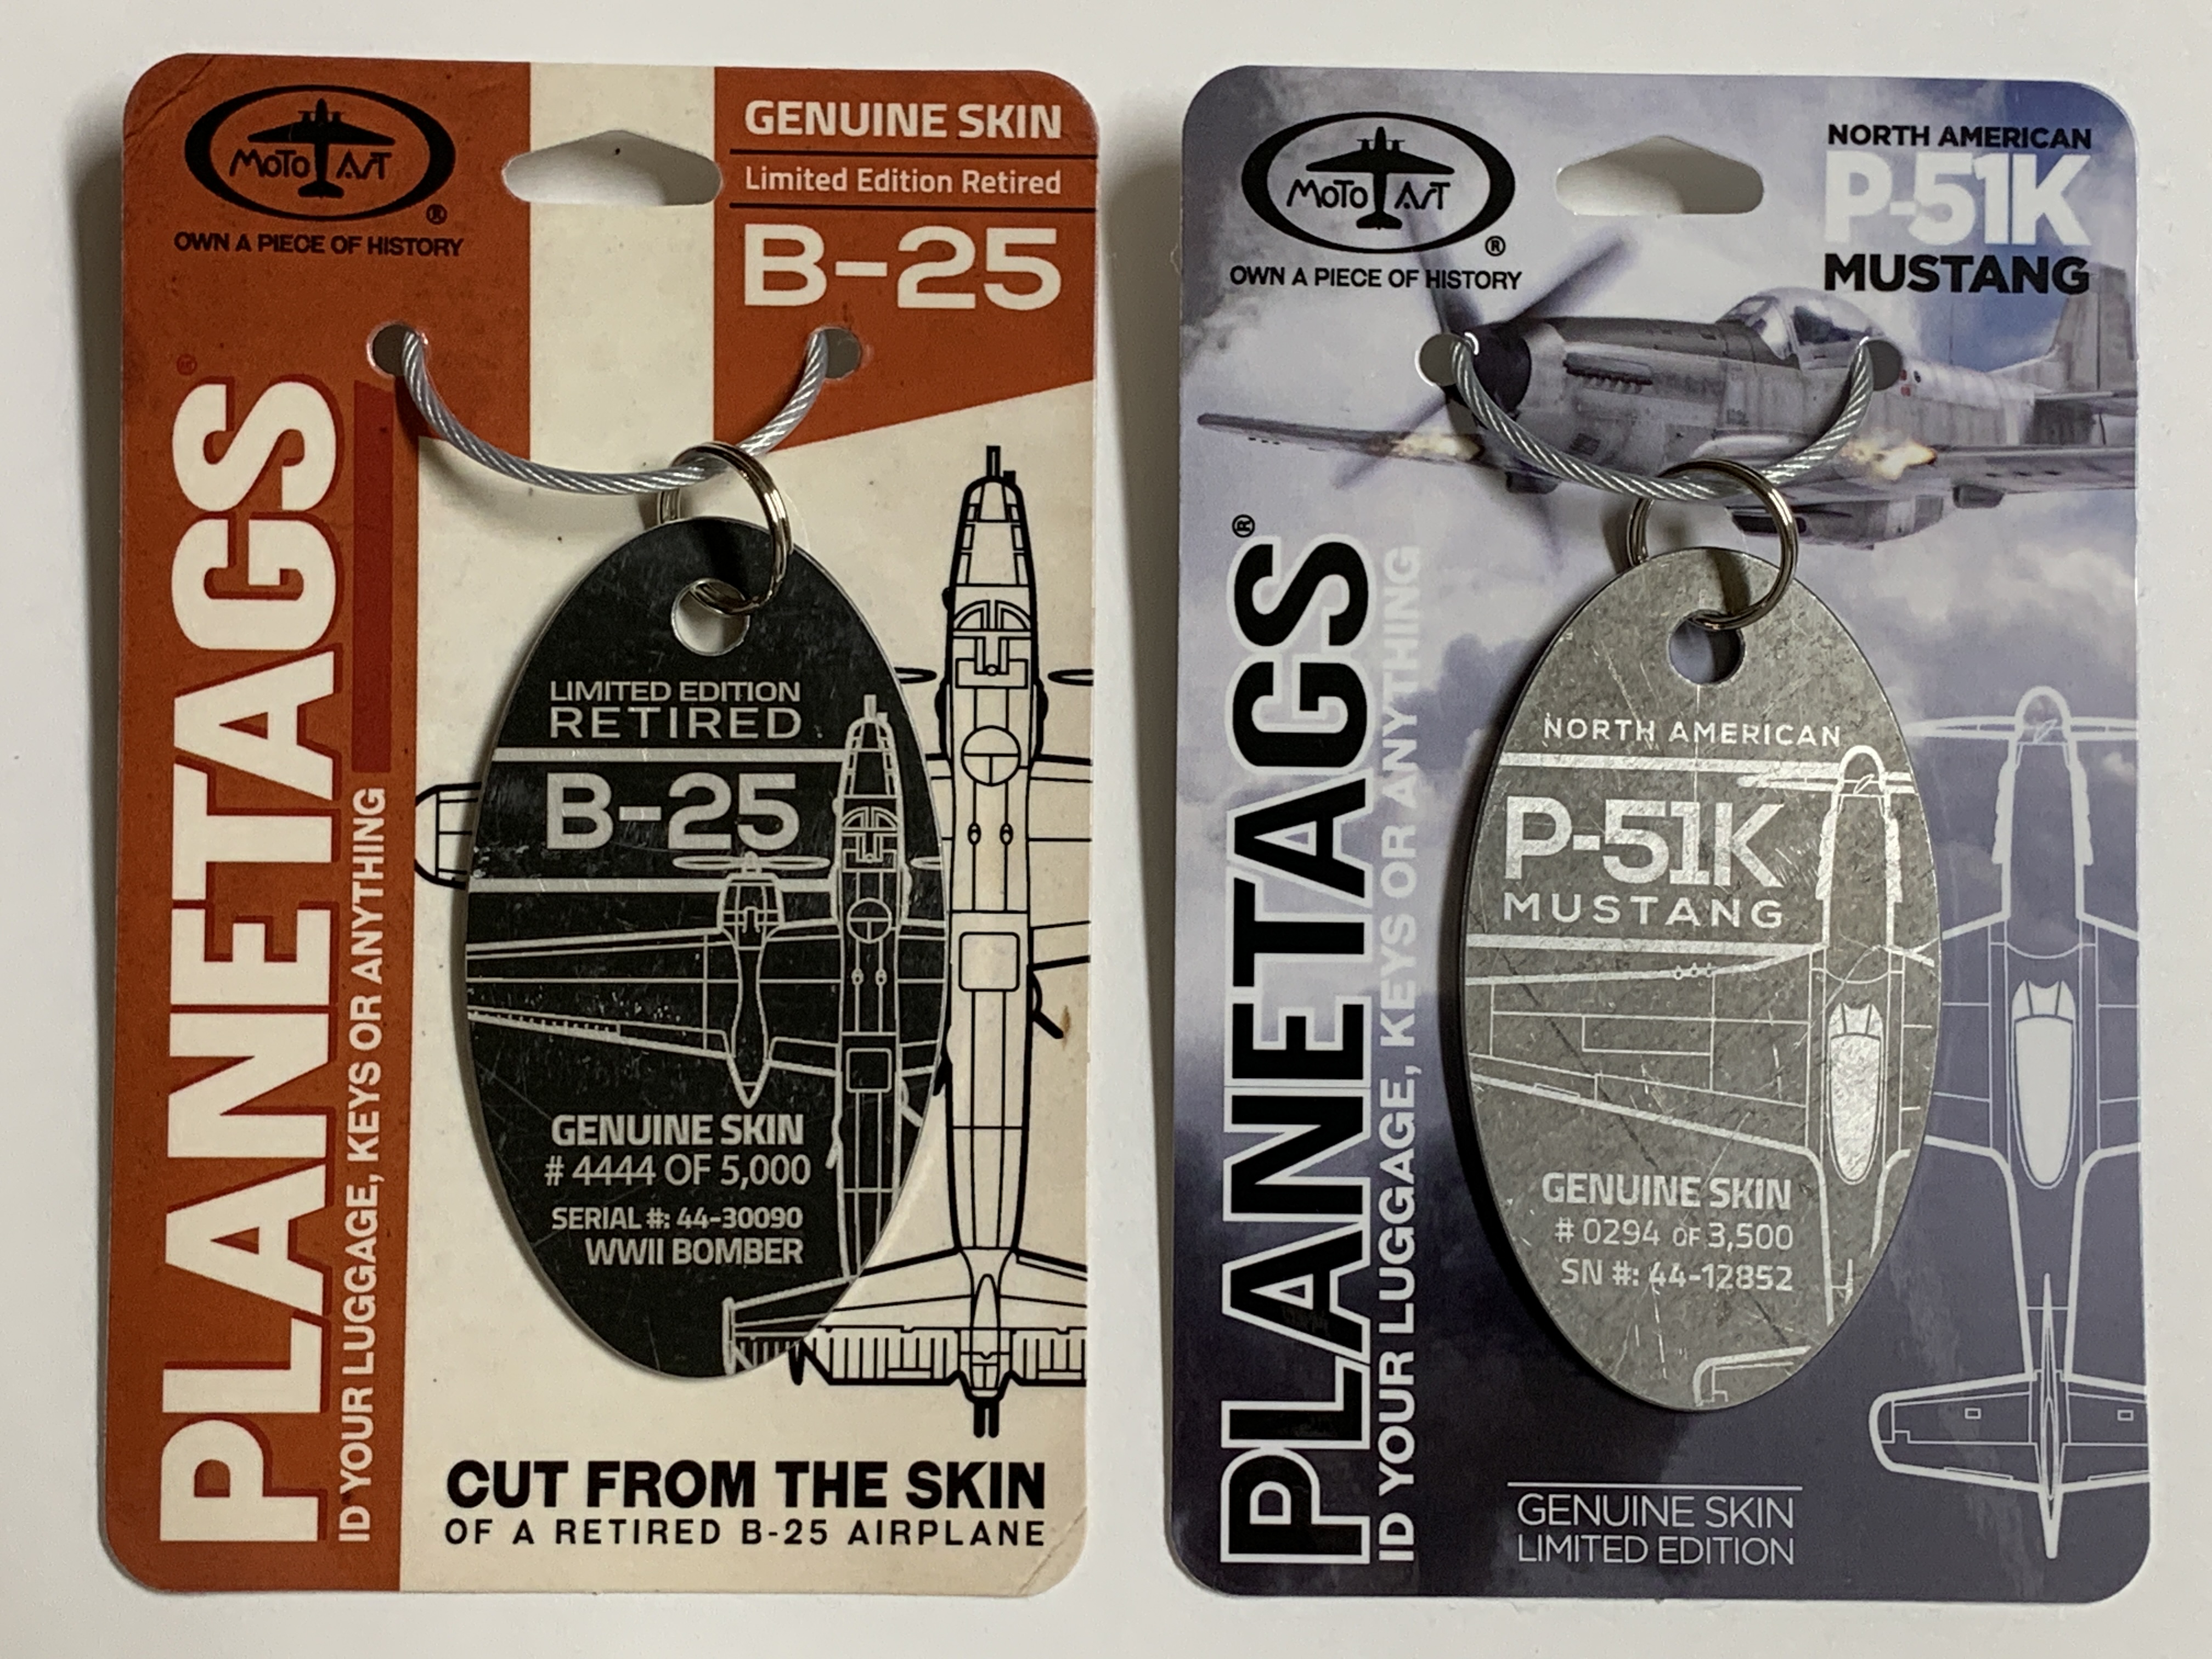 MOTO ART
®
OWN A PIECE OF HISTORY
GENUINE SKIN
Limited Edition Retired
B-25
PLANETAGS®
ID YOUR LUGGAGE, KEYS OR ANYTHING
LIMITED EDITION
RETIRED
B-25
GENUINE SKIN
# 4444 OF 5,000
SERIAL #: 44-30090
WWII BOMBER
CUT FROM THE SKIN
OF A RETIRED B-25 AIRPLANE
MOTO ART
®
OWN A PIECE OF HISTORY
NORTH AMERICAN
P-51K
MUSTANG
PLANETAGS®
ID YOUR LUGGAGE, KEYS OR ANYTHING
NORTH AMERICAN
P-51K
MUSTANG
GENUINE SKIN
# 0294 OF 3,500
SN #: 44-12852
GENUINE SKIN
LIMITED EDITION